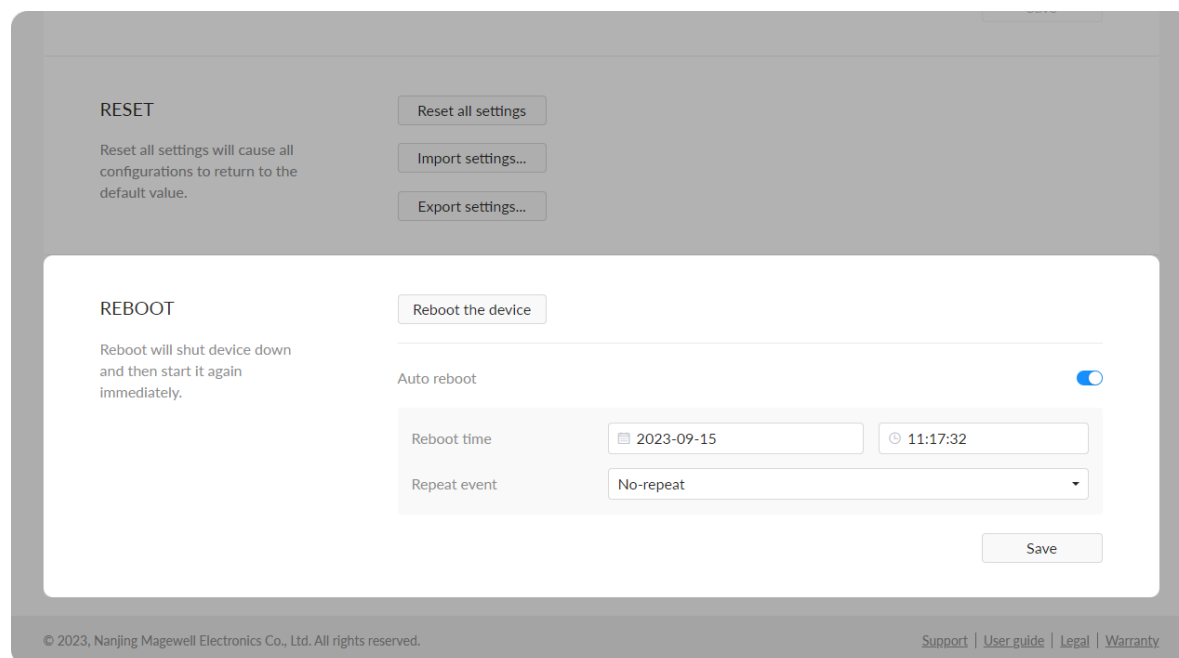 RESET
Reset all settings will cause all
configurations to return to the
default value.
Reset all settings
Import settings...
Export settings...
REBOOT
Reboot will shut device down
and then start it again
immediately.
Reboot the device
Auto reboot
Reboot time
2023-09-15
11:17:32
Repeat event
No-repeat
Save
© 2023, Nanjing Magewell Electronics Co., Ltd. All rights reserved.
Support | User guide | Legal | Warranty